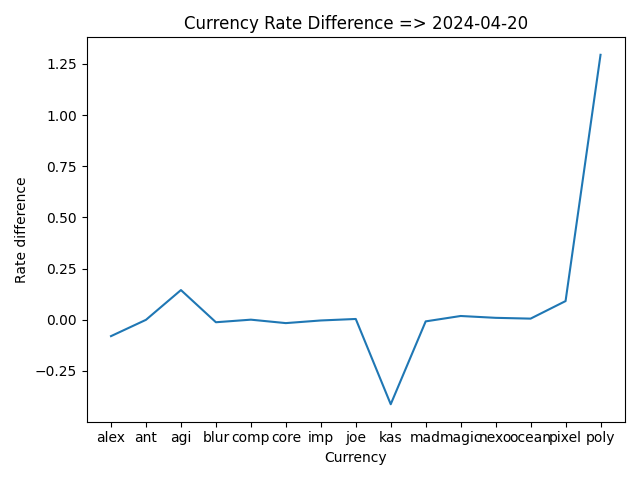 Currency Rate Difference => 2024-04-20
1.25
1.00
0.75
0.50
0.25
0.00
−0.25
Rate difference
alex ant agi blur comp core imp joe kas mad magic nexo ocean pixel poly
Currency